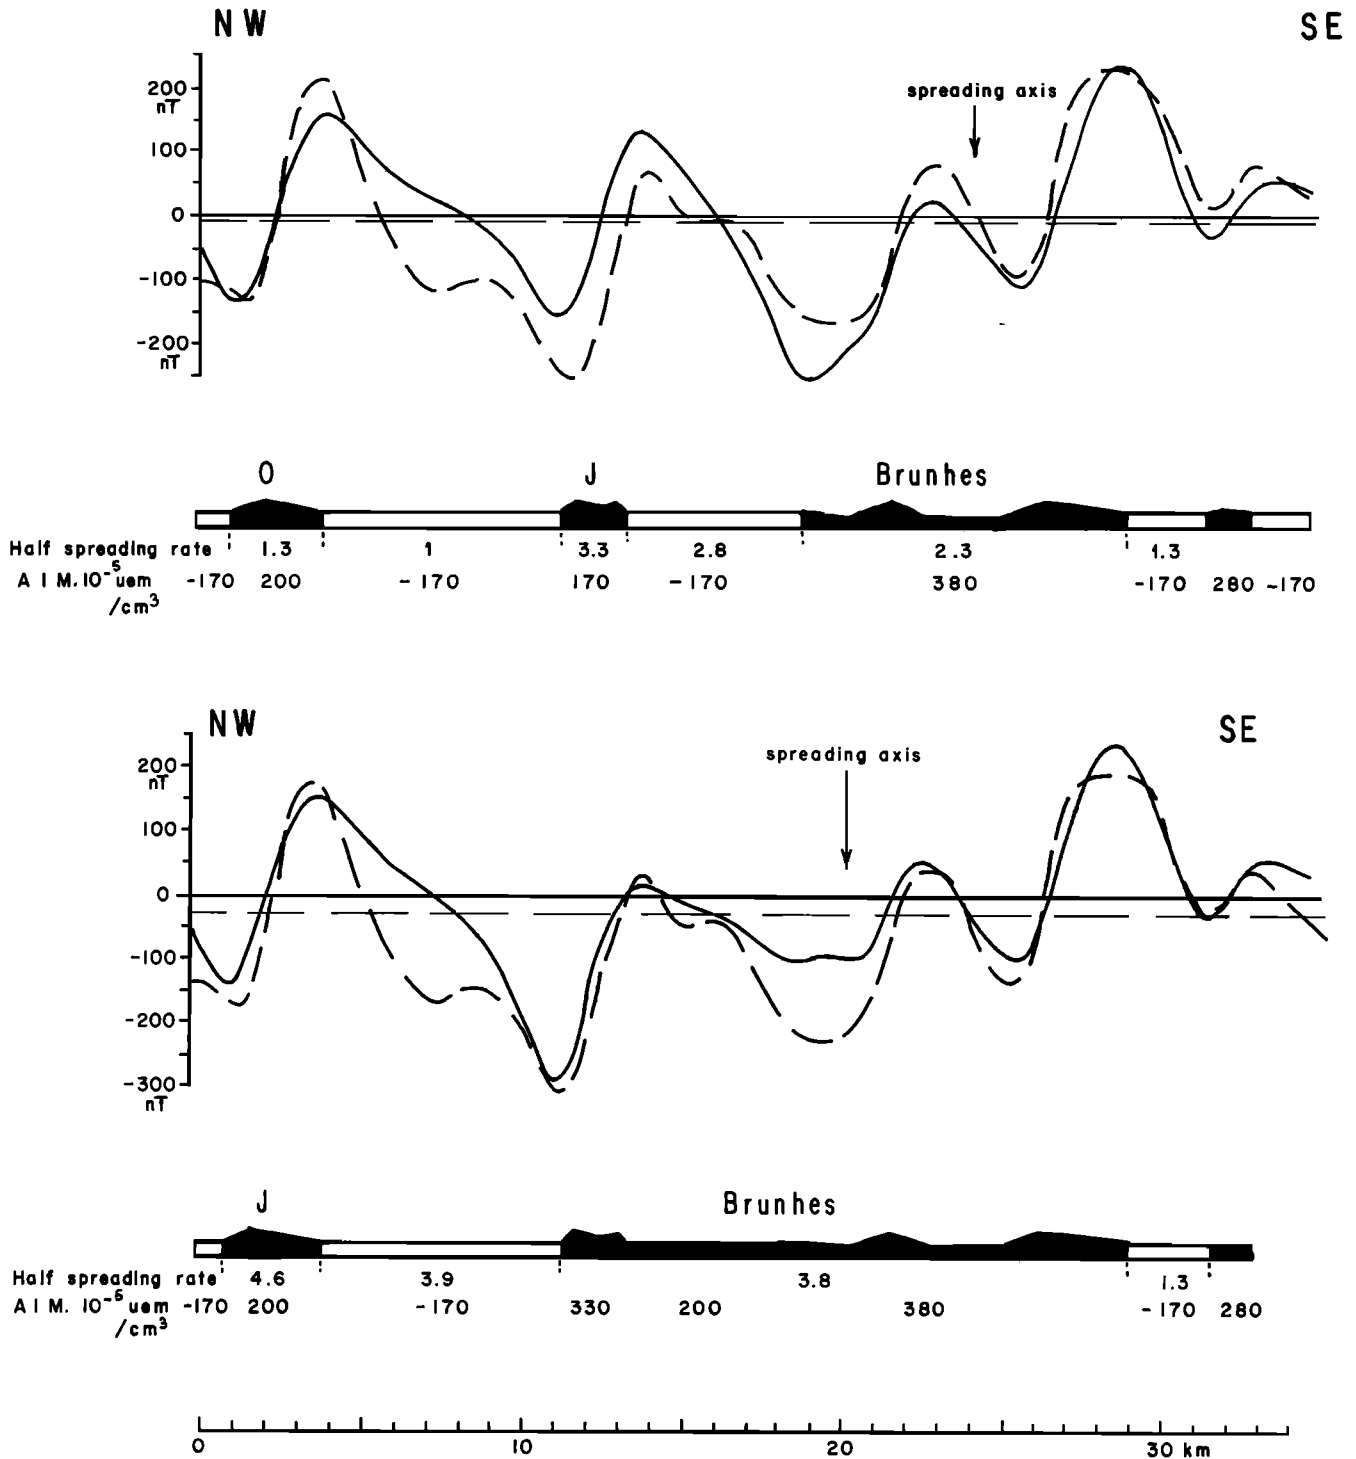 NW SE
spreading axis
200
nT
100
0
-100
-200
nT
O J Brunhes
Half spreading rate 1.3 1 3.3 2.8 2.3 1.3
A I M. 10⁻⁵ uem -170 200 -170 170 -170 380 -170 280 -170
/cm³
NW SE
spreading axis
200
nT
100
0
-100
-200
-300
nT
J Brunhes
Half spreading rate 4.6 3.9 3.8 1.3
A I M. 10⁻⁵ uem -170 200 -170 330 200 380 -170 280
/cm³
0 10 20 30 km